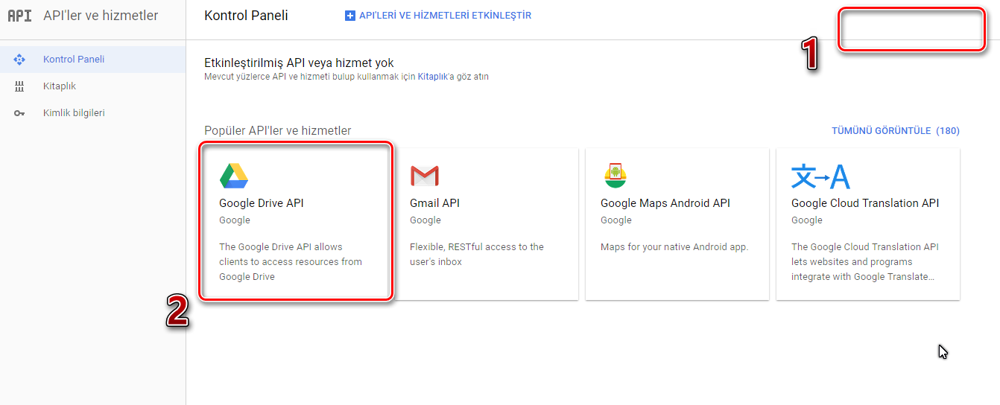 API API'ler ve hizmetler
Kontrol Paneli
API'LERİ VE HİZMETLERİ ETKİNLEŞTİR
1
Kontrol Paneli
Kitaplık
Kimlik bilgileri
Etkinleştirilmiş API veya hizmet yok
Mevcut yüzlerce API ve hizmeti bulup kullanmak için Kitaplık'a göz atın
Popüler API'ler ve hizmetler
TÜMÜNÜ GÖRÜNTÜLE (180)
2
Google Drive API
Google
The Google Drive API allows
clients to access resources from
Google Drive
Gmail API
Google
Flexible, RESTful access to the
user's inbox
Google Maps Android API
Google
Maps for your native Android app.
文→A
Google Cloud Translation API
Google
The Google Cloud Translation API
lets websites and programs
integrate with Google Translate...